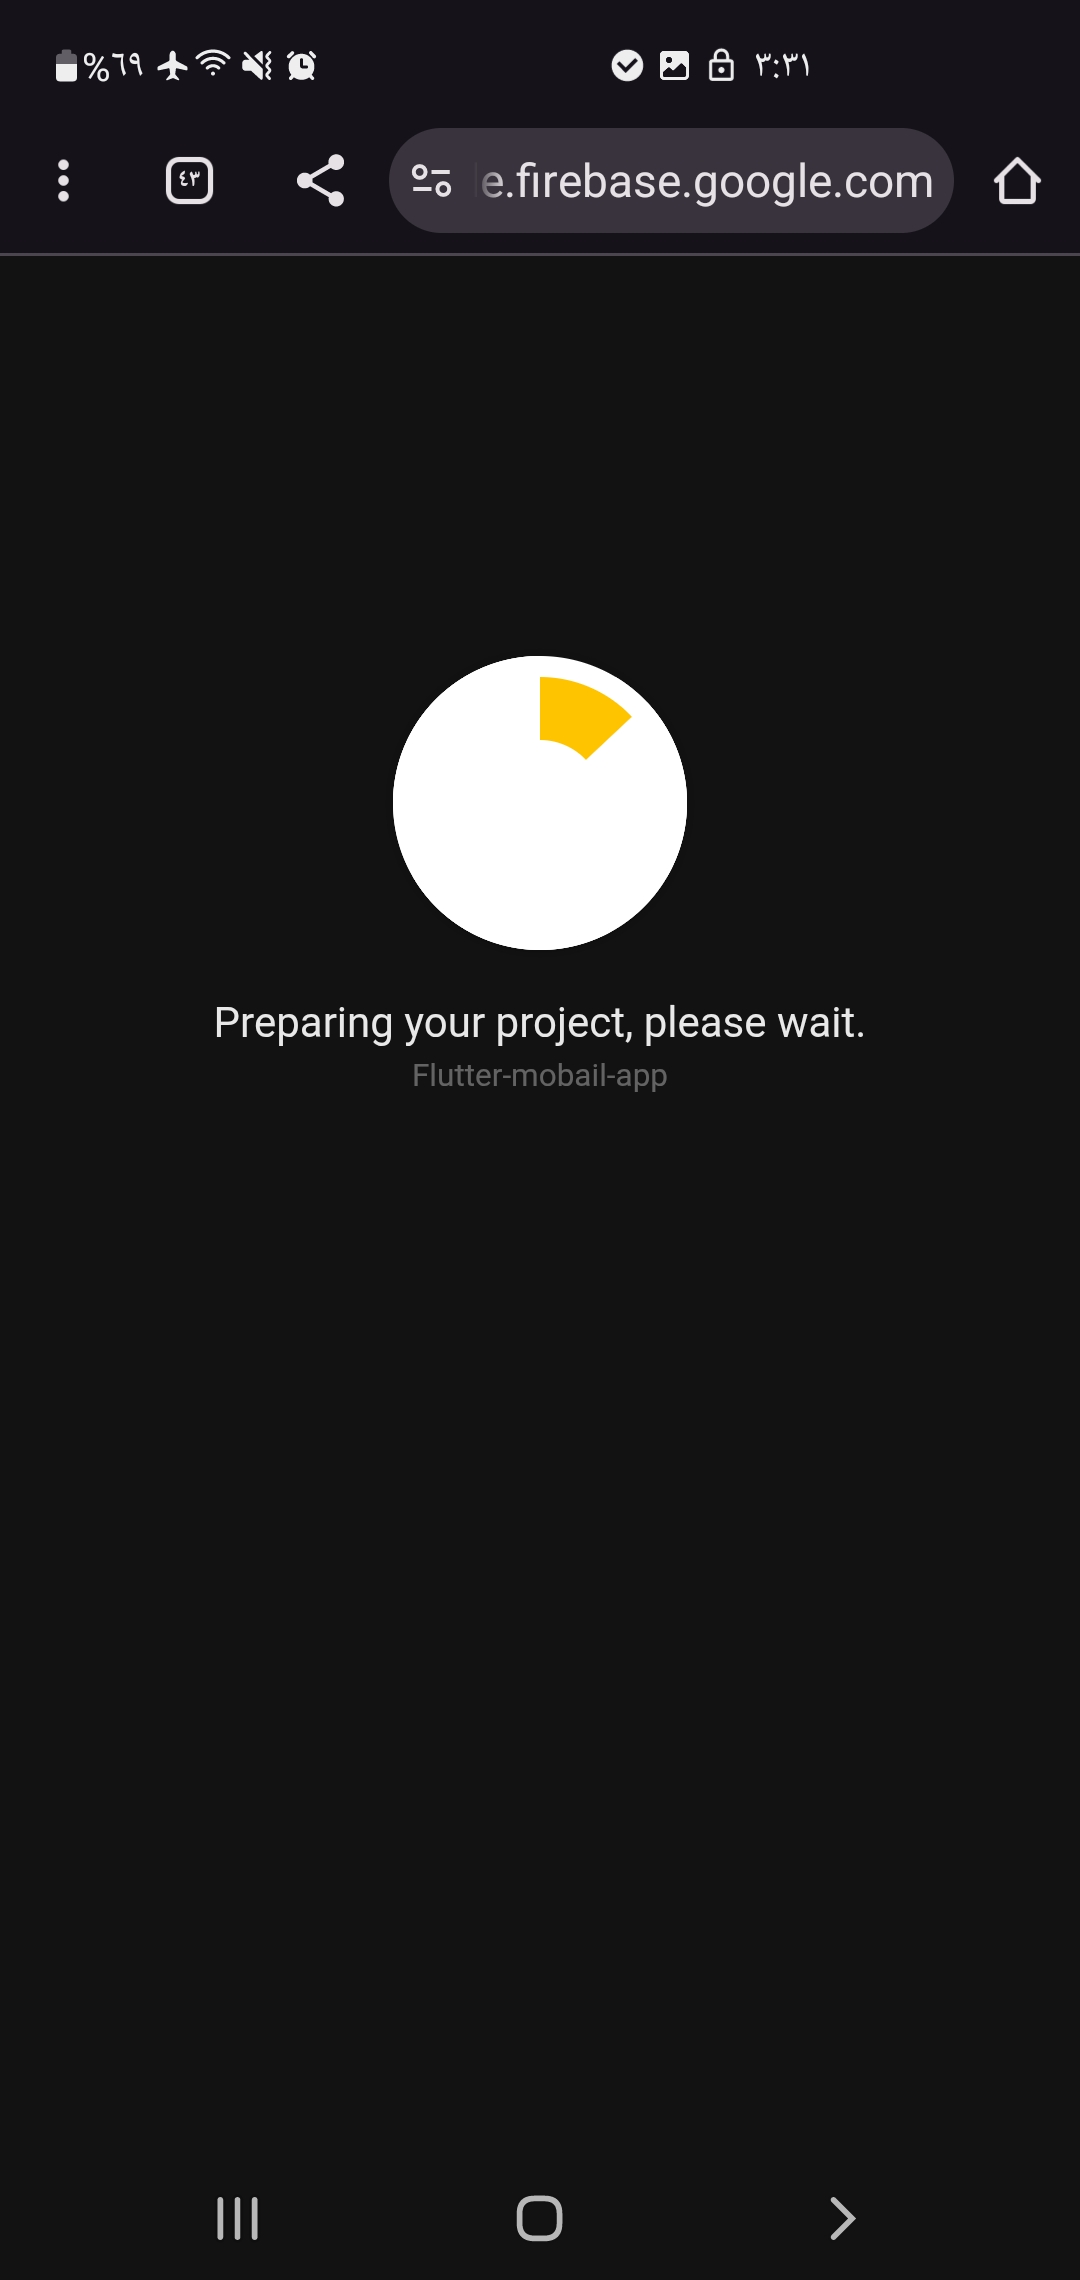 %٦٩
٣:٣١
٤٣
e.firebase.google.com
Preparing your project, please wait.
Flutter-mobail-app